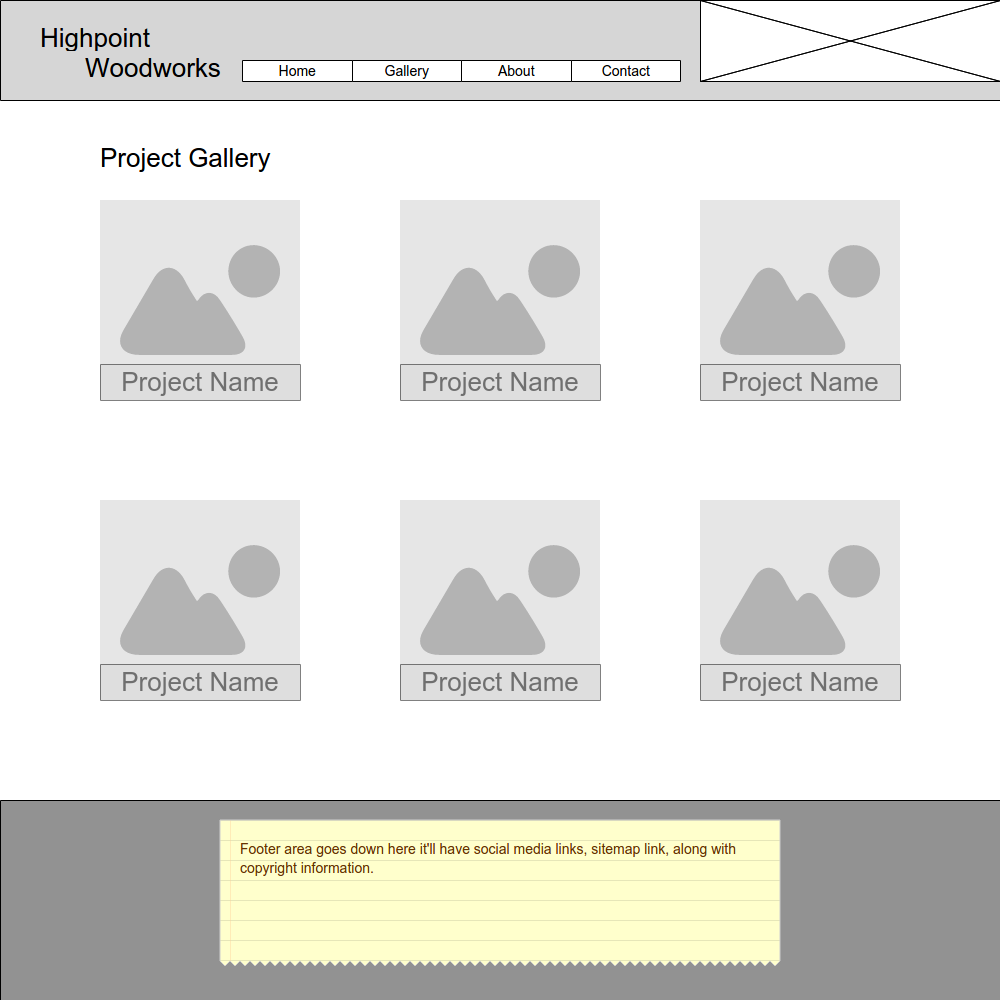 Highpoint
Woodworks
Home Gallery About Contact
Project Gallery
Project Name Project Name Project Name
Project Name Project Name Project Name
Footer area goes down here it'll have social media links, sitemap link, along with
copyright information.